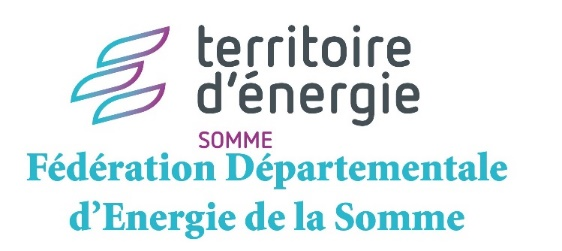 territoire
d'énergie
SOMME
Fédération Départementale
d'Energie de la Somme